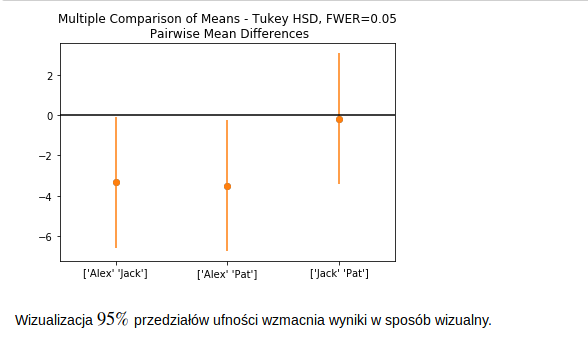 Multiple Comparison of Means - Tukey HSD, FWER=0.05
Pairwise Mean Differences
2
0
−2
−4
−6
['Alex' 'Jack']
['Alex' 'Pat']
['Jack' 'Pat']
Wizualizacja 95% przedziałów ufności wzmacnia wyniki w sposób wizualny.